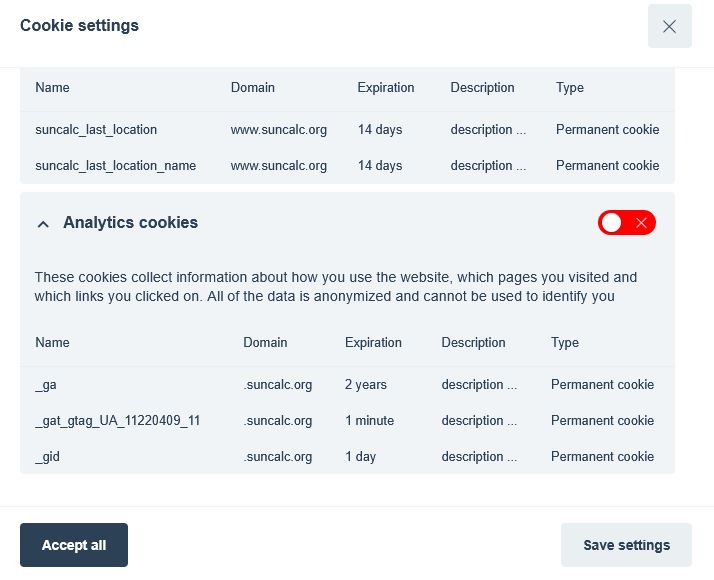 Cookie settings
Name Domain Expiration Description Type
suncalc_last_location www.suncalc.org 14 days description ... Permanent cookie
suncalc_last_location_name www.suncalc.org 14 days description ... Permanent cookie
Analytics cookies
These cookies collect information about how you use the website, which pages you visited and
which links you clicked on. All of the data is anonymized and cannot be used to identify you
Name Domain Expiration Description Type
_ga .suncalc.org 2 years description ... Permanent cookie
_gat_gtag_UA_11220409_11 .suncalc.org 1 minute description ... Permanent cookie
_gid .suncalc.org 1 day description ... Permanent cookie
Accept all Save settings